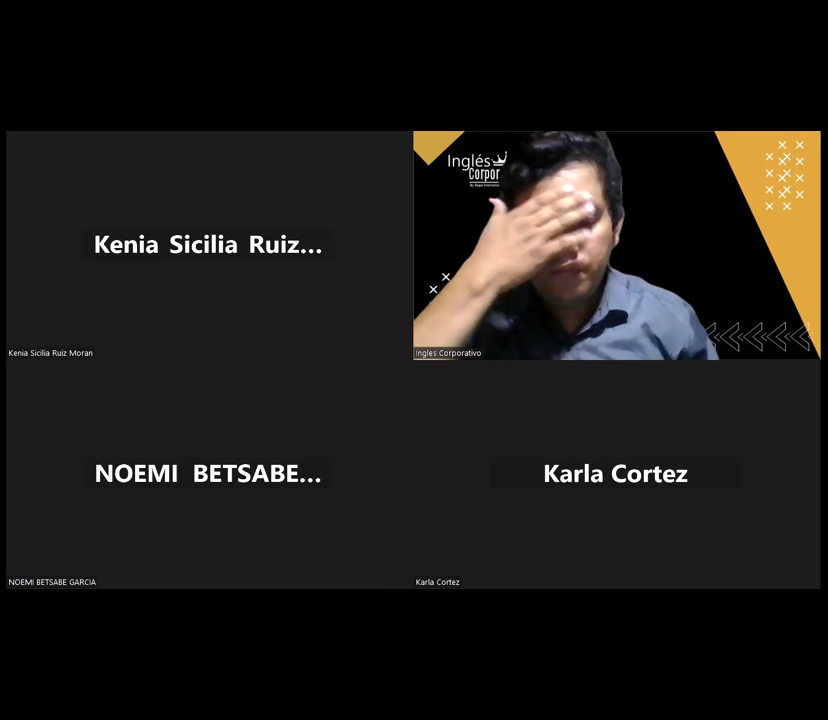 Kenia Sicilia Ruiz...
Kenia Sicilia Ruiz Moran
Inglés
Corpor
Ingles Corporativo
NOEMI BETSABE...
NOEMI BETSABE GARCIA
Karla Cortez
Karla Cortez